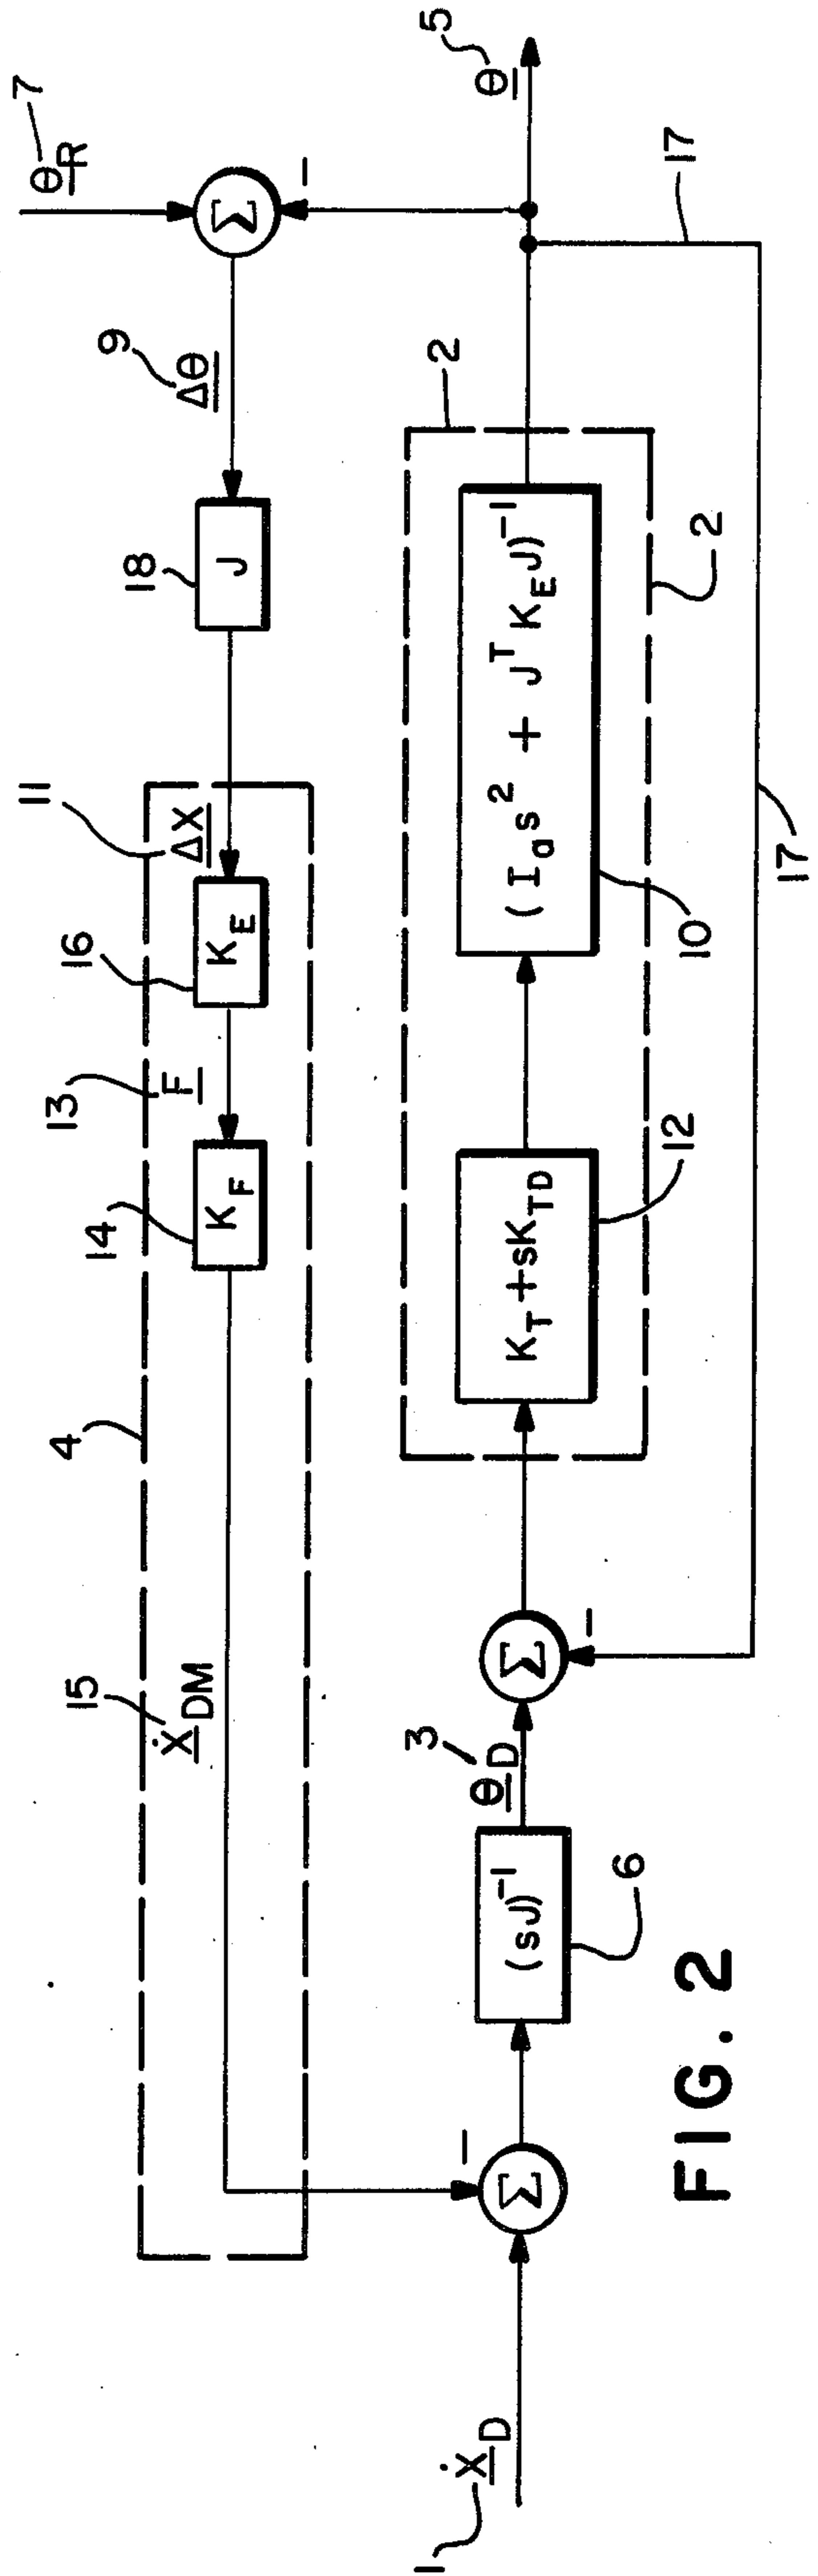 θ_R 7
Σ
−
5
θ
9
Δθ
18
J
17
11
ΔX
16
K_E
13
F
14
K_F
4
15
Ẋ_DM
2
2
(I_a s² + Jᵀ K_E J)⁻¹
10
K_T + sK_TD
12
17
Σ
−
3
θ_D
(sJ)⁻¹
6
Σ
−
1
Ẋ_D
FIG. 2